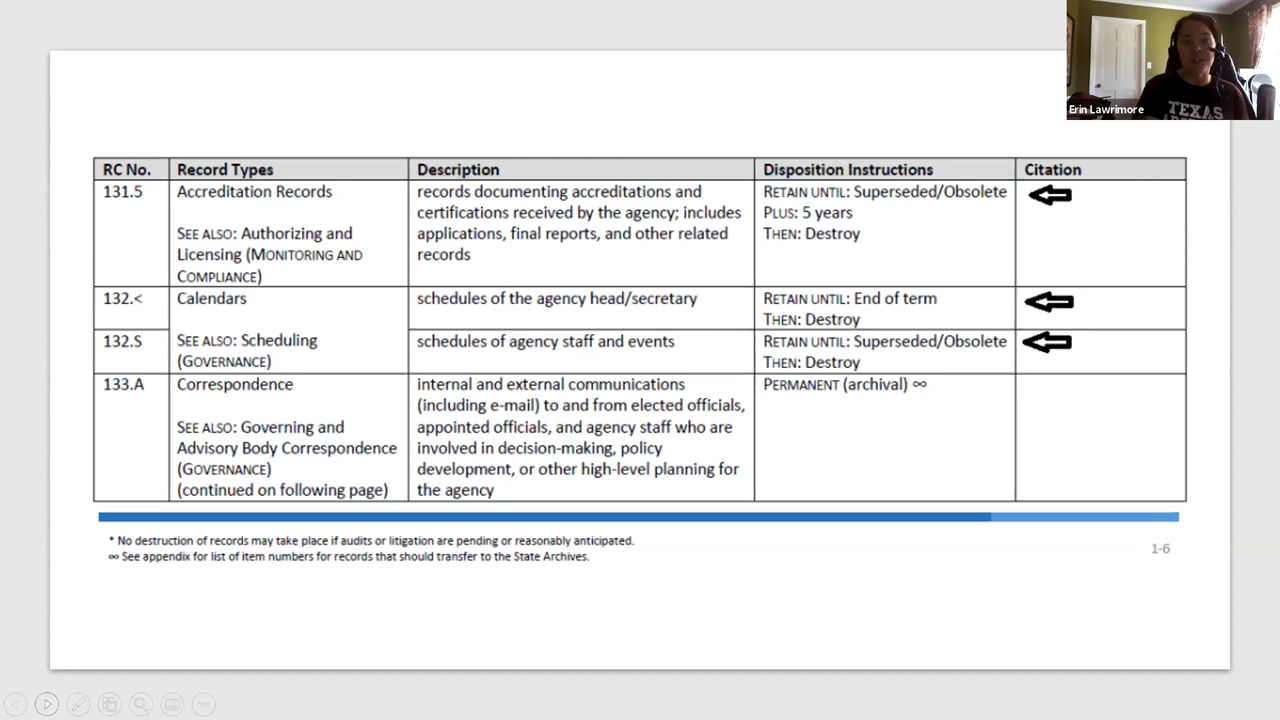 Erin Lawrimore
TEXAS
RC No. Record Types Description Disposition Instructions Citation
131.5 Accreditation Records records documenting accreditations and RETAIN UNTIL: Superseded/Obsolete
certifications received by the agency; includes PLUS: 5 years
SEE ALSO: Authorizing and applications, final reports, and other related THEN: Destroy
Licensing (MONITORING AND records
COMPLIANCE)
132.< Calendars schedules of the agency head/secretary RETAIN UNTIL: End of term
THEN: Destroy
132.S SEE ALSO: Scheduling schedules of agency staff and events RETAIN UNTIL: Superseded/Obsolete
(GOVERNANCE) THEN: Destroy
133.A Correspondence internal and external communications PERMANENT (archival) ∞
(including e-mail) to and from elected officials,
SEE ALSO: Governing and appointed officials, and agency staff who are
Advisory Body Correspondence involved in decision-making, policy
(GOVERNANCE) development, or other high-level planning for
(continued on following page) the agency
* No destruction of records may take place if audits or litigation are pending or reasonably anticipated.
∞ See appendix for list of item numbers for records that should transfer to the State Archives.
1-6